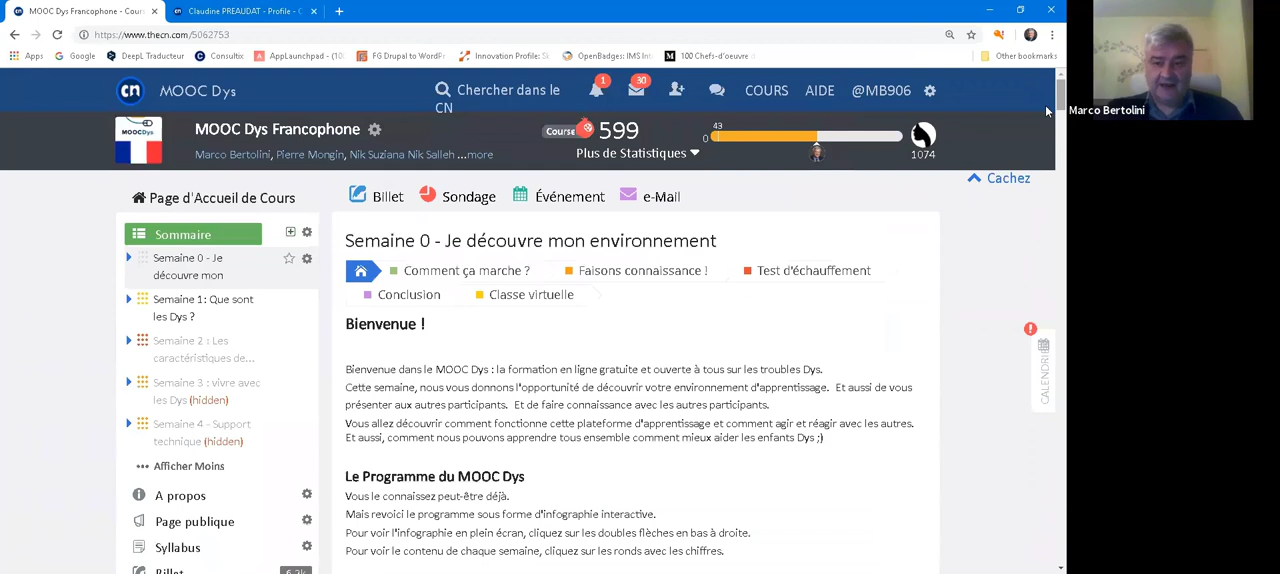 MOOC Dys Francophone - Cours
Claudine PREAUDAT - Profile - C
https://www.thecn.com/5062753
Apps
Google
DeepL Traducteur
Consultix
AppLaunchpad - (10
FG Drupal to WordPr
Innovation Profile: Sk
OpenBadges: IMS Int
100 Chefs-d'oeuvre d
Other bookmarks
CN
MOOC Dys
Chercher dans le
CN
1
30
COURS
AIDE
@MB906
Marco Bertolini
MOOCDys
MOOC Dys Francophone
Marco Bertolini, Pierre Mongin, Nik Suziana Nik Salleh ...more
Course
599
Plus de Statistiques
43
0
1074
Cachez
Page d'Accueil de Cours
Billet
Sondage
Événement
e-Mail
Sommaire
Semaine 0 - Je
découvre mon
Semaine 1: Que sont
les Dys ?
Semaine 2 : Les
caractéristiques de...
Semaine 3 : vivre avec
les Dys (hidden)
Semaine 4 - Support
technique (hidden)
Afficher Moins
A propos
Page publique
Syllabus
Billet
6.2k
Semaine 0 - Je découvre mon environnement
Comment ça marche ?
Faisons connaissance !
Test d'échauffement
Conclusion
Classe virtuelle
Bienvenue !
Bienvenue dans le MOOC Dys : la formation en ligne gratuite et ouverte à tous sur les troubles Dys.
Cette semaine, nous vous donnons l'opportunité de découvrir votre environnement d'apprentissage. Et aussi de vous
présenter aux autres participants. Et de faire connaissance avec les autres participants.
Vous allez découvrir comment fonctionne cette plateforme d'apprentissage et comment agir et réagir avec les autres.
Et aussi, comment nous pouvons apprendre tous ensemble comment mieux aider les enfants Dys ;)
Le Programme du MOOC Dys
Vous le connaissez peut-être déjà.
Mais revoici le programme sous forme d'infographie interactive.
Pour voir l'infographie en plein écran, cliquez sur les doubles flèches en bas à droite.
Pour voir le contenu de chaque semaine, cliquez sur les ronds avec les chiffres.
CALENDRIER